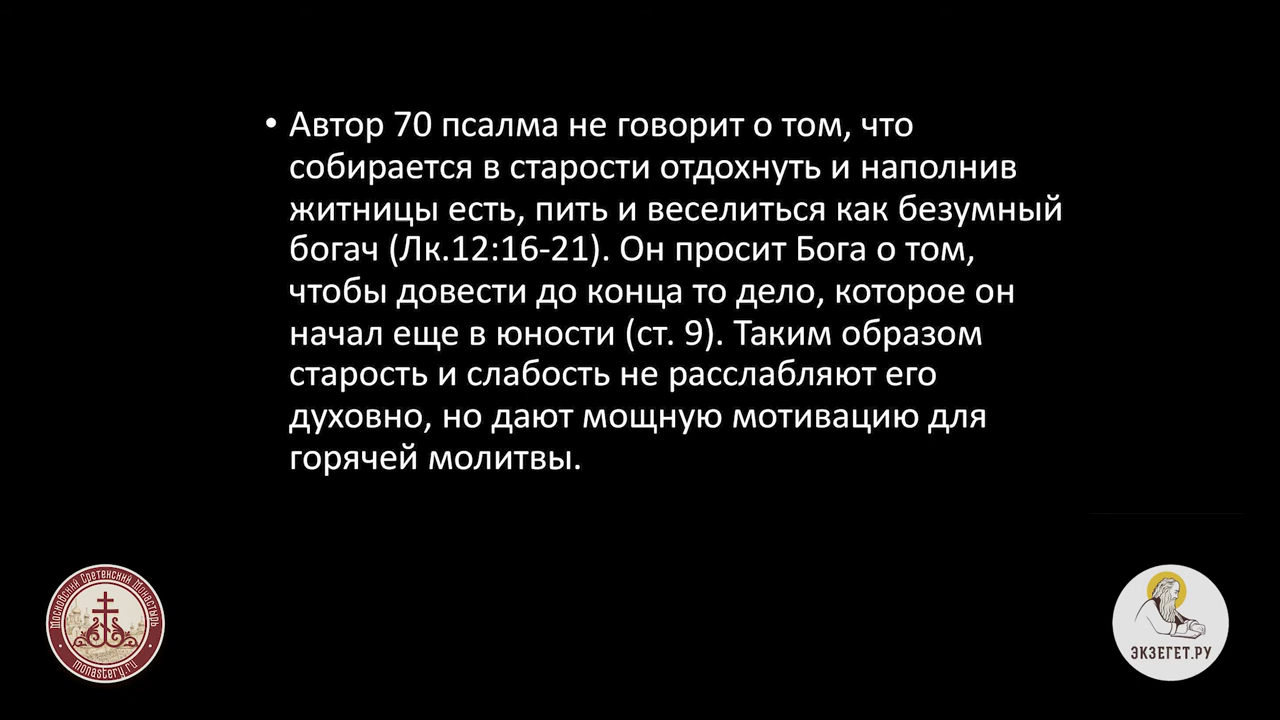 • Автор 70 псалма не говорит о том, что
собирается в старости отдохнуть и наполнив
житницы есть, пить и веселиться как безумный
богач (Лк.12:16-21). Он просит Бога о том,
чтобы довести до конца то дело, которое он
начал еще в юности (ст. 9). Таким образом
старость и слабость не расслабляют его
духовно, но дают мощную мотивацию для
горячей молитвы.
Московский Сретенский Монастырь
monastery.ru
ЭКЗЕГЕТ.РУ